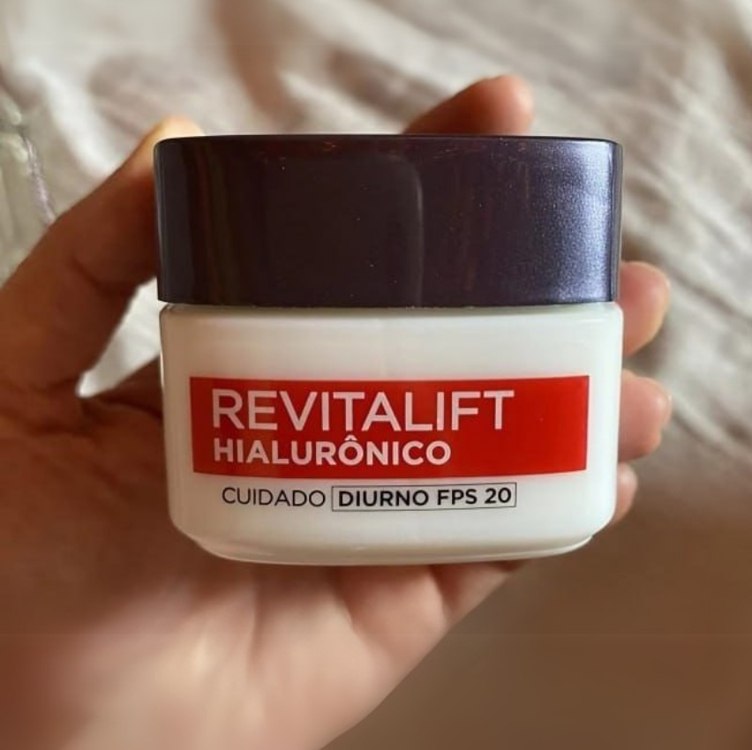 REVITALIFT
HIALURÔNICO
CUIDADO DIURNO FPS 20